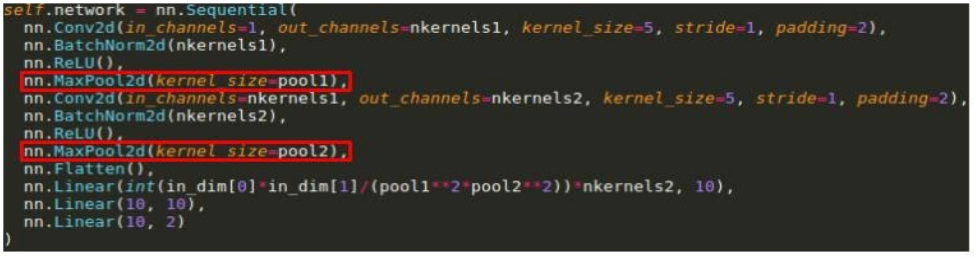 self.network = nn.Sequential(
nn.Conv2d(in_channels=1, out_channels=nkernels1, kernel_size=5, stride=1, padding=2),
nn.BatchNorm2d(nkernels1),
nn.ReLU(),
nn.MaxPool2d(kernel_size=pool1),
nn.Conv2d(in_channels=nkernels1, out_channels=nkernels2, kernel_size=5, stride=1, padding=2),
nn.BatchNorm2d(nkernels2),
nn.ReLU(),
nn.MaxPool2d(kernel_size=pool2),
nn.Flatten(),
nn.Linear(int(in_dim[0]*in_dim[1]/(pool1**2*pool2**2))*nkernels2, 10),
nn.Linear(10, 10),
nn.Linear(10, 2)
)